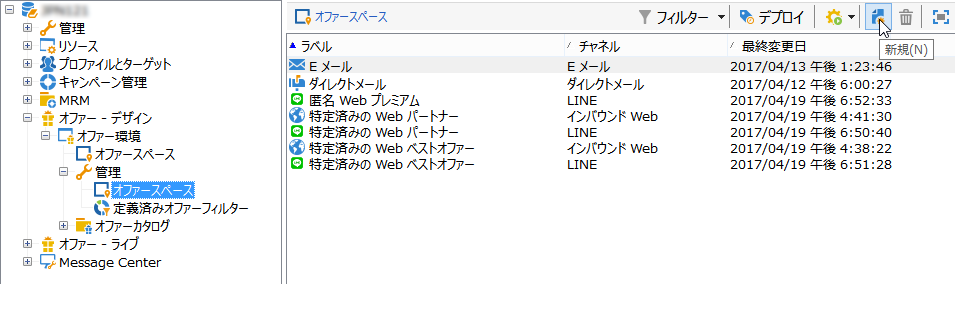 管理
リソース
プロファイルとターゲット
キャンペーン管理
MRM
オファー - デザイン
オファー環境
オファースペース
管理
オファースペース
定義済みオファーフィルター
オファーカタログ
オファー - ライブ
Message Center
オファースペース フィルター デプロイ
新規(N)
ラベル チャネル 最終変更日
E メール E メール 2017/04/13 午後 1:23:46
ダイレクトメール ダイレクトメール 2017/04/12 午後 6:00:27
匿名 Web プレミアム LINE 2017/04/19 午後 6:52:33
特定済みの Web パートナー インバウンド Web 2017/04/19 午後 4:41:30
特定済みの Web パートナー LINE 2017/04/19 午後 6:50:40
特定済みの Web ベストオファー インバウンド Web 2017/04/19 午後 4:38:22
特定済みの Web ベストオファー LINE 2017/04/19 午後 6:51:28